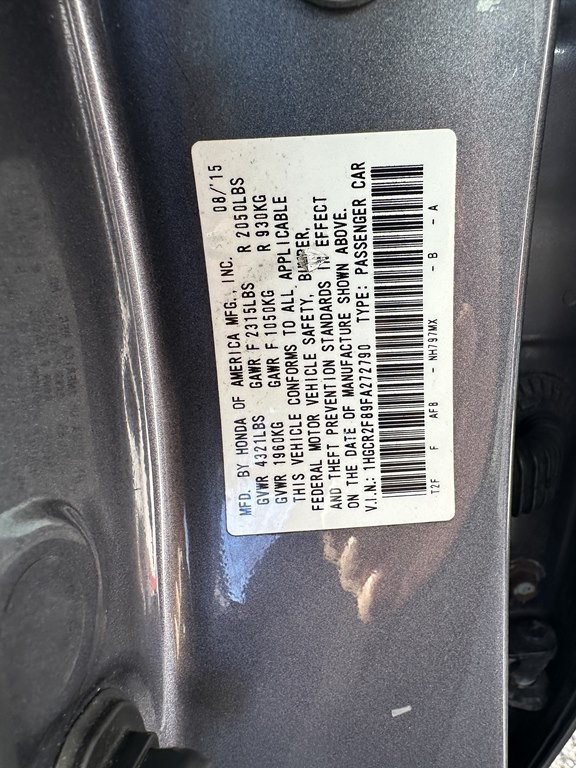 MFD. BY HONDA OF AMERICA MFG., INC. 08/'15
GVWR 4321LBS GAWR F 2315LBS R 2050LBS
GVWR 1960KG GAWR F 1050KG R 930KG
THIS VEHICLE CONFORMS TO ALL APPLICABLE
FEDERAL MOTOR VEHICLE SAFETY, BUMPER,
AND THEFT PREVENTION STANDARDS IN EFFECT
ON THE DATE OF MANUFACTURE SHOWN ABOVE.
V.I.N.: 1HGCR2F89FA272790 TYPE: PASSENGER CAR
T2F F AFB - NH797MX - B - A